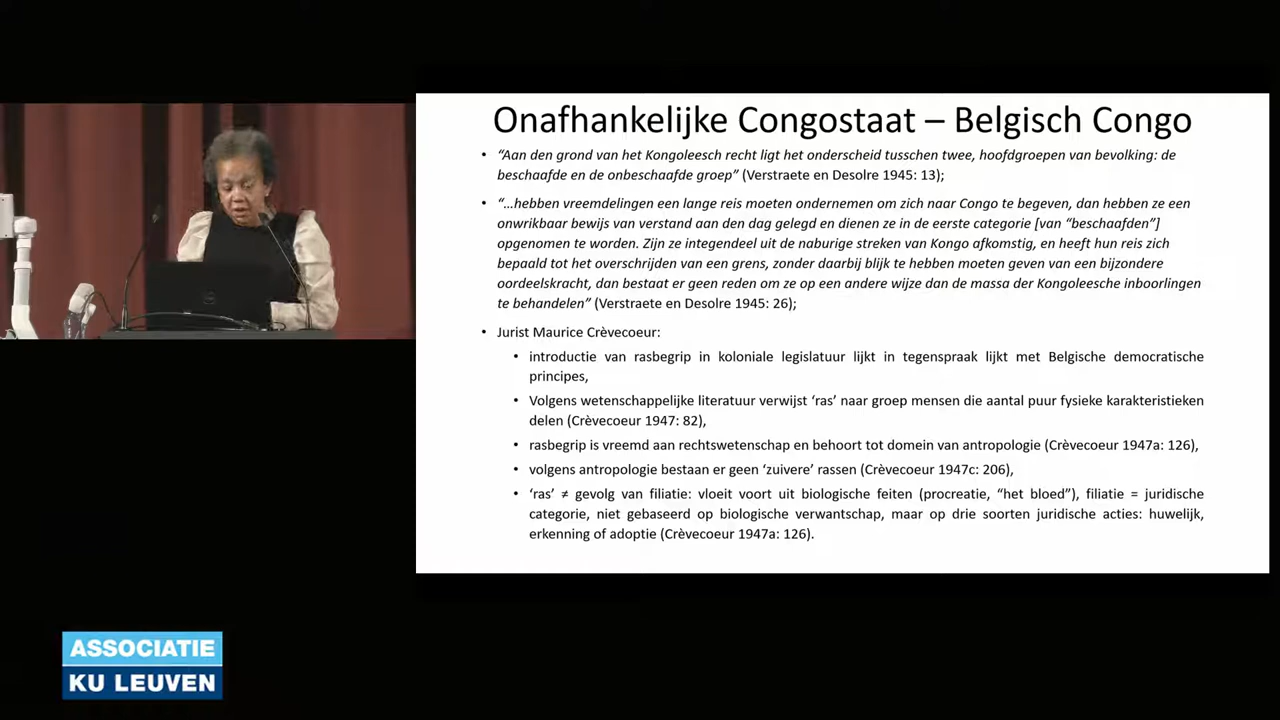 Onafhankelijke Congostaat – Belgisch Congo
• “Aan den grond van het Kongoleesch recht ligt het onderscheid tusschen twee, hoofdgroepen van bevolking: de
beschaafde en de onbeschaafde groep” (Verstraete en Desolre 1945: 13);
• “…hebben vreemdelingen een lange reis moeten ondernemen om zich naar Congo te begeven, dan hebben ze een
onwrikbaar bewijs van verstand aan den dag gelegd en dienen ze in de eerste categorie [van “beschaafden”]
opgenomen te worden. Zijn ze integendeel uit de naburige streken van Kongo afkomstig, en heeft hun reis zich
bepaald tot het overschrijden van een grens, zonder daarbij blijk te hebben moeten geven van een bijzondere
oordeelskracht, dan bestaat er geen reden om ze op een andere wijze dan de massa der Kongoleesche inboorlingen
te behandelen” (Verstraete en Desolre 1945: 26);
• Jurist Maurice Crèvecoeur:
• introductie van rasbegrip in koloniale legislatuur lijkt in tegenspraak lijkt met Belgische democratische
principes,
• Volgens wetenschappelijke literatuur verwijst ‘ras’ naar groep mensen die aantal puur fysieke karakteristieken
delen (Crèvecoeur 1947: 82),
• rasbegrip is vreemd aan rechtswetenschap en behoort tot domein van antropologie (Crèvecoeur 1947a: 126),
• volgens antropologie bestaan er geen ‘zuivere’ rassen (Crèvecoeur 1947c: 206),
• ‘ras’ ≠ gevolg van filiatie: vloeit voort uit biologische feiten (procreatie, “het bloed”), filiatie = juridische
categorie, niet gebaseerd op biologische verwantschap, maar op drie soorten juridische acties: huwelijk,
erkenning of adoptie (Crèvecoeur 1947a: 126).
ASSOCIATIE
KU LEUVEN